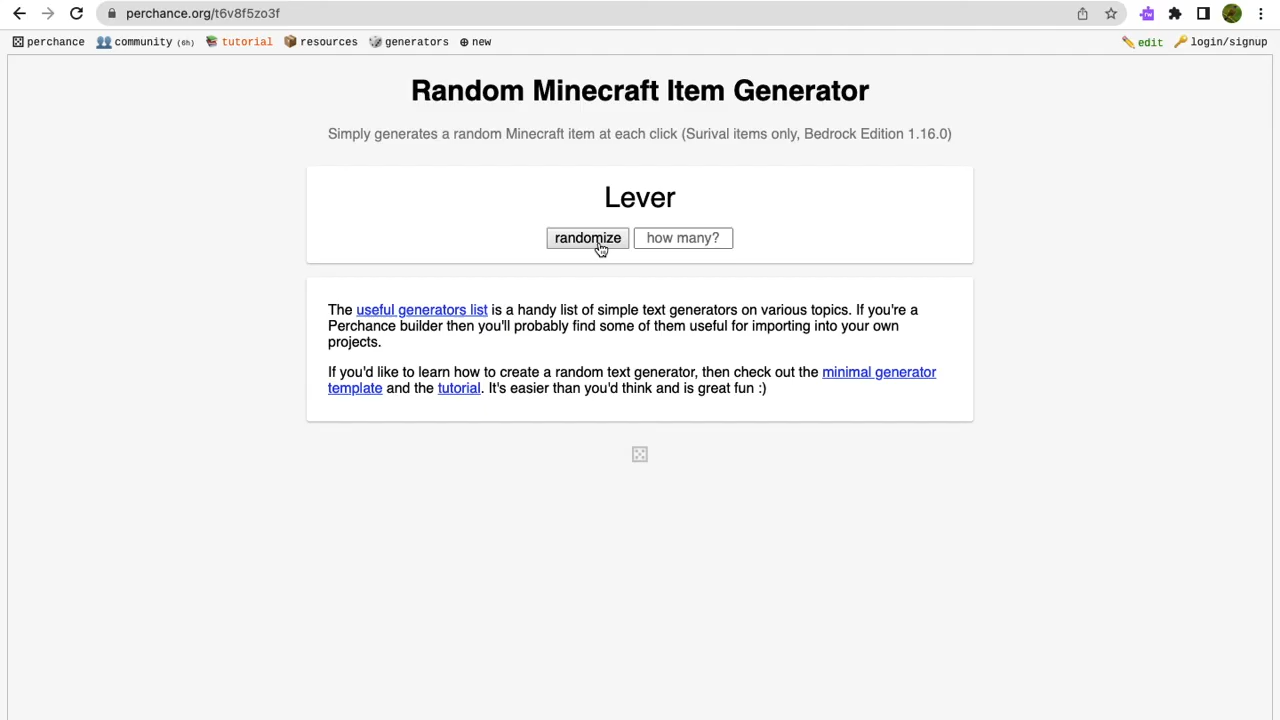 perchance.org/t6v8f5zo3f
perchance community (6h) tutorial resources generators new edit login/signup
Random Minecraft Item Generator
Simply generates a random Minecraft item at each click (Surival items only, Bedrock Edition 1.16.0)
Lever
randomize how many?
The useful generators list is a handy list of simple text generators on various topics. If you're a
Perchance builder then you'll probably find some of them useful for importing into your own
projects.
If you'd like to learn how to create a random text generator, then check out the minimal generator
template and the tutorial. It's easier than you'd think and is great fun :)